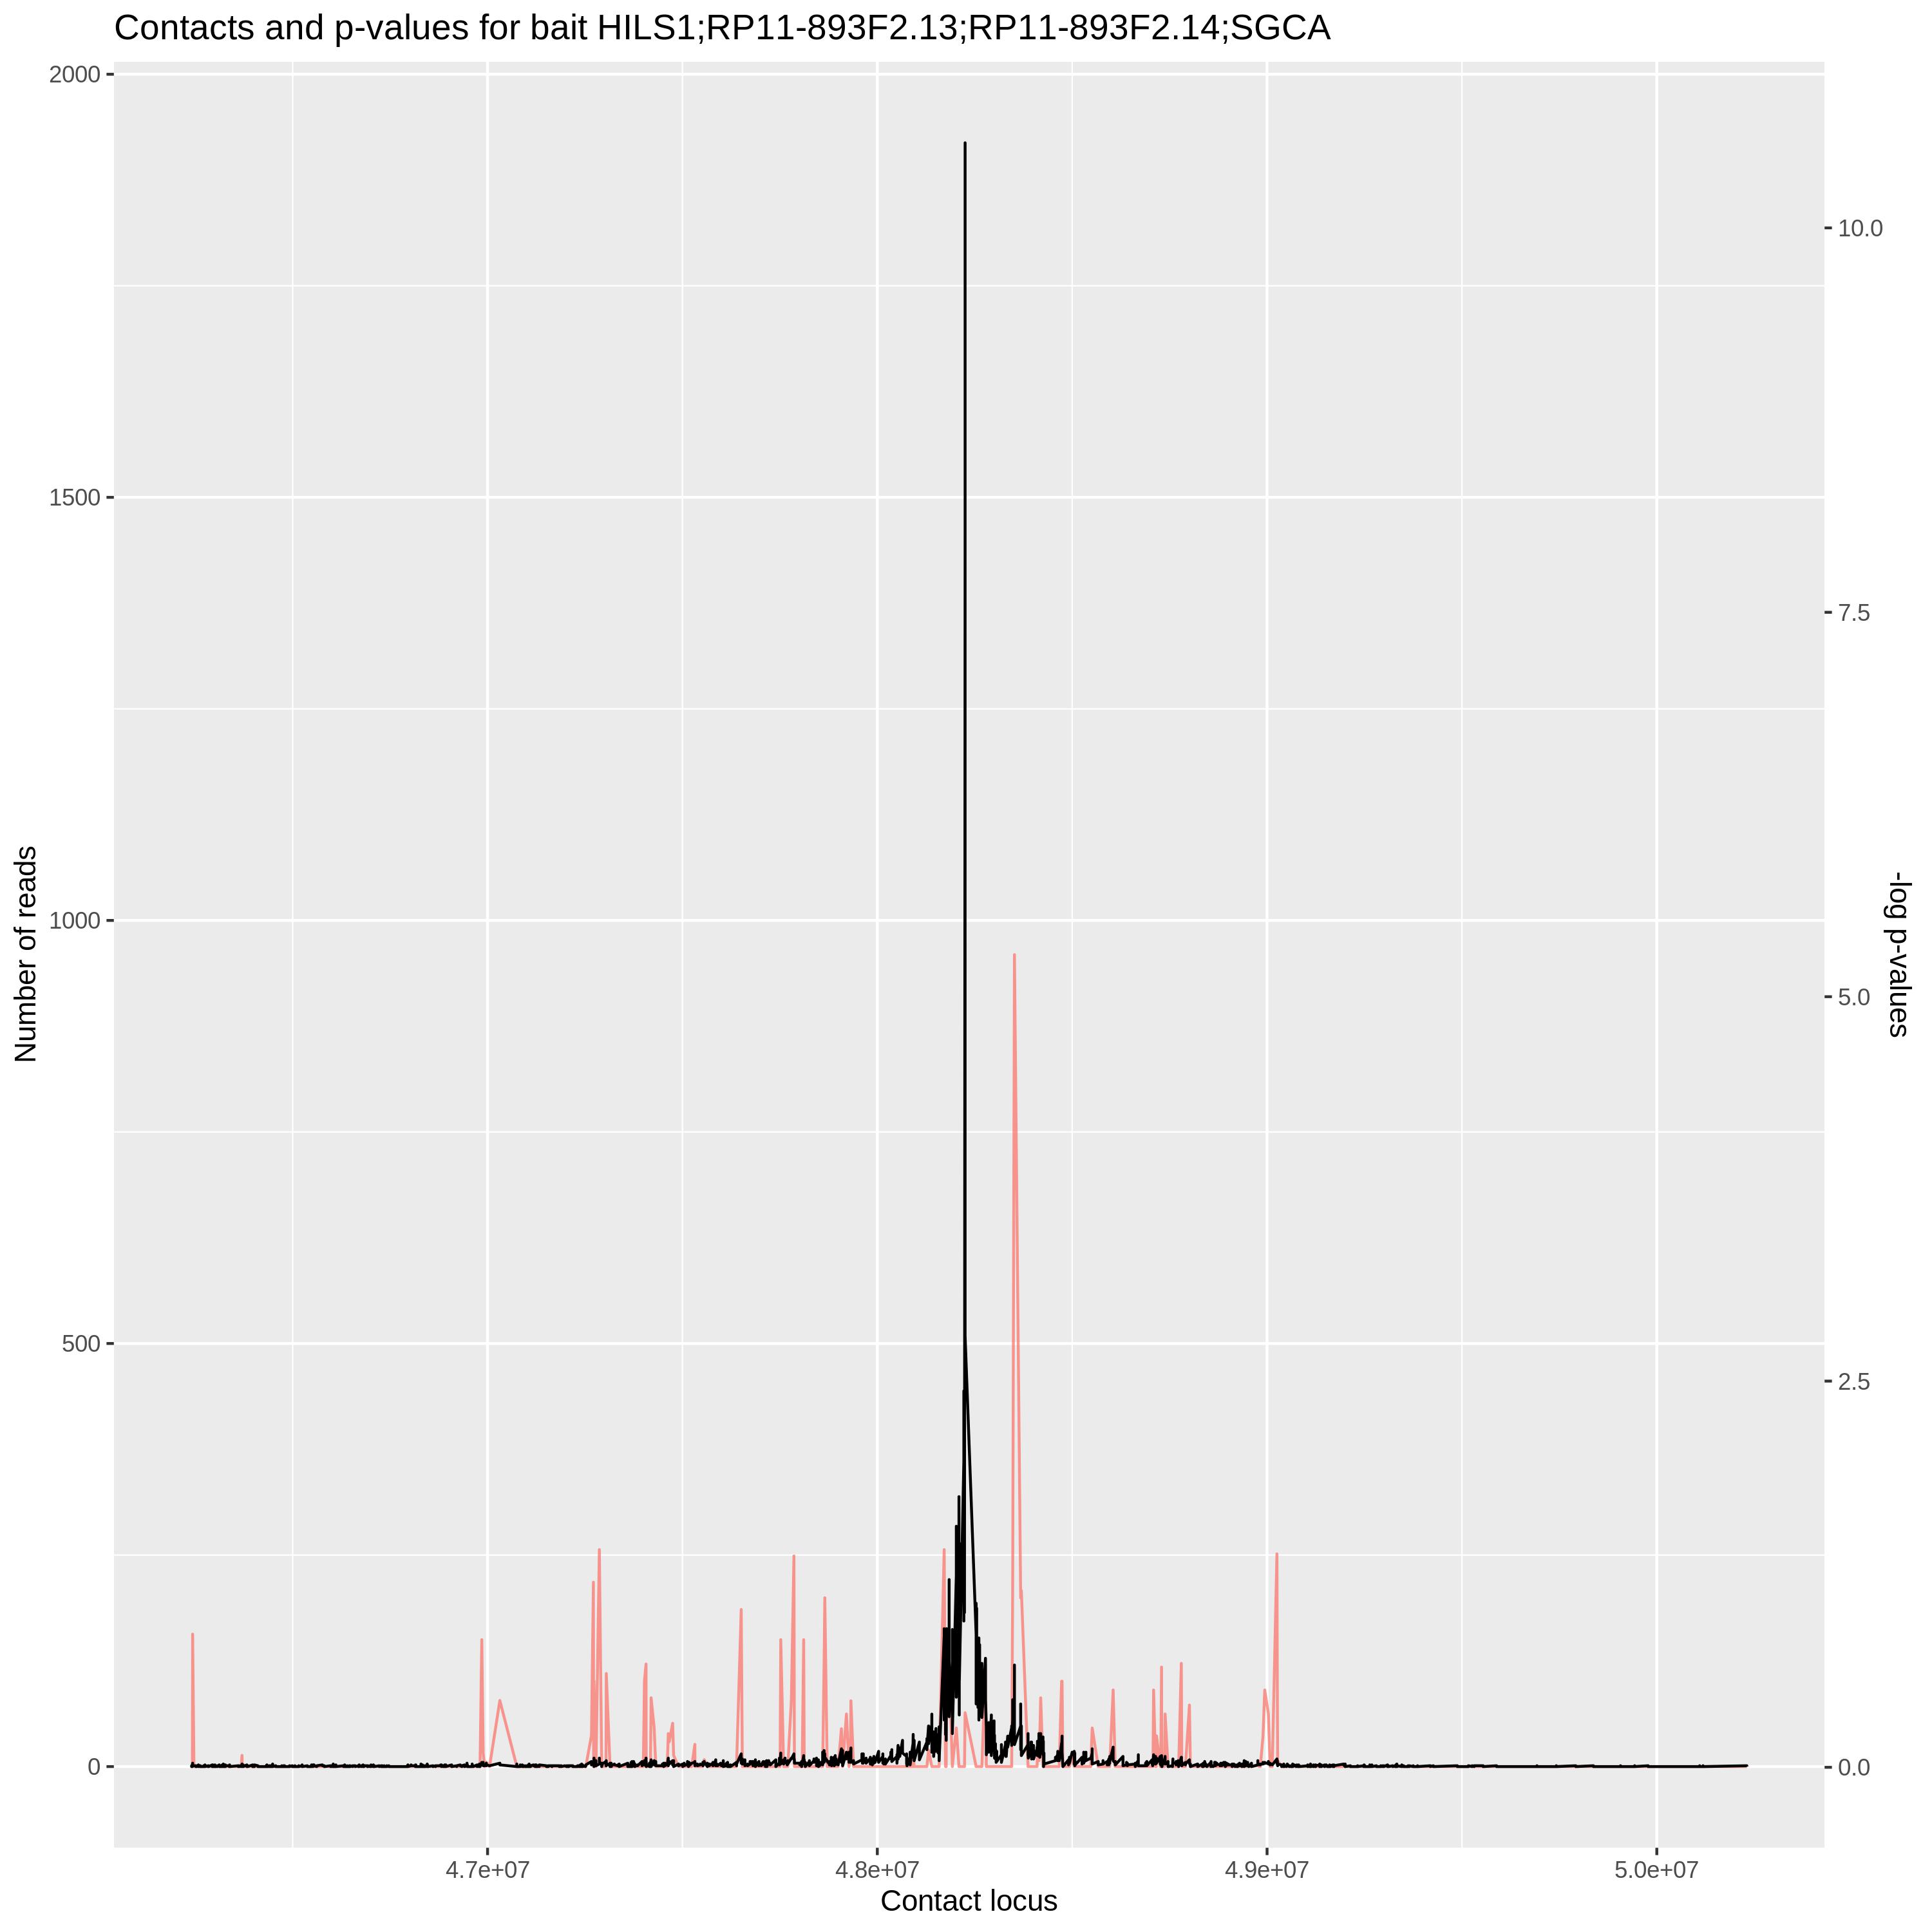 Contacts and p-values for bait HILS1;RP11-893F2.13;RP11-893F2.14;SGCA
2000
1500
1000
500
0
Number of reads
10.0
7.5
5.0
2.5
0.0
-log p-values
4.7e+07 4.8e+07 4.9e+07 5.0e+07
Contact locus